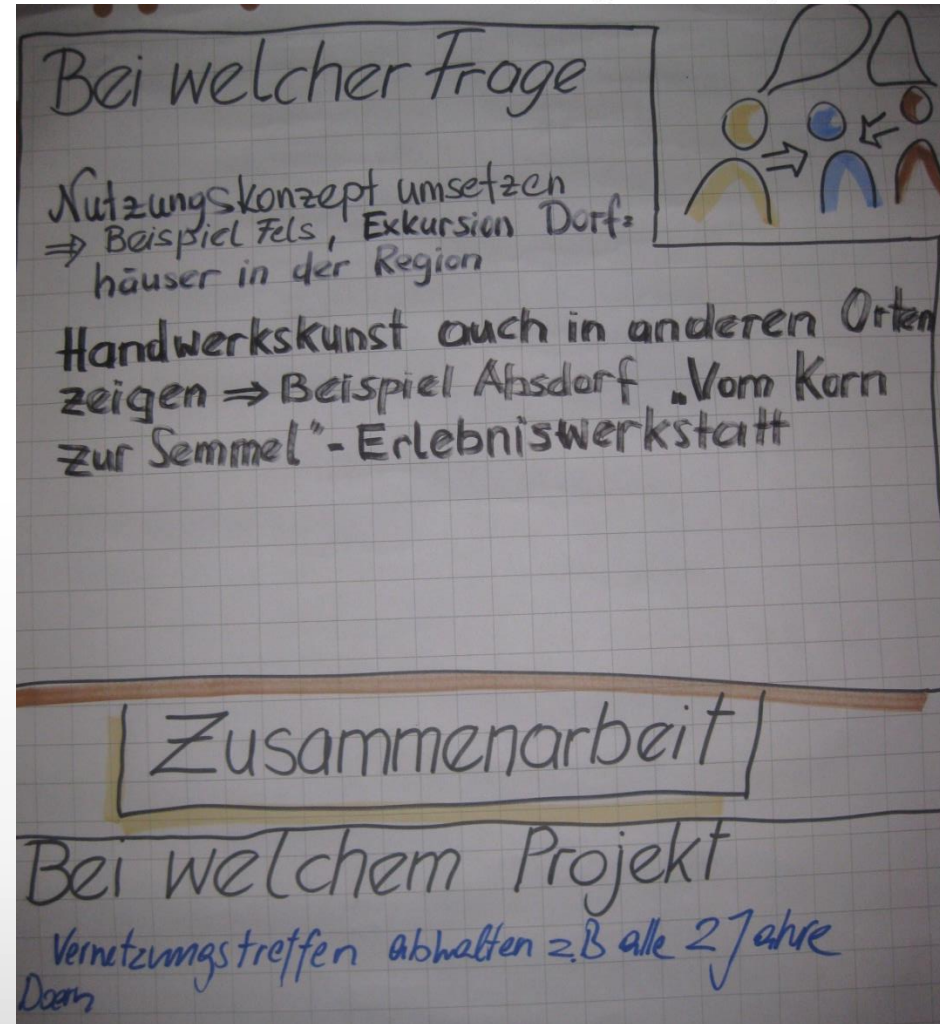 Bei welcher Frage
Nutzungskonzept umsetzen
⇒ Beispiel Fels, Exkursion Dorf=
häuser in der Region
Handwerkskunst auch in anderen Orten
zeigen ⇒ Beispiel Absdorf „Vom Korn
zur Semmel"-Erlebniswerkstatt
Zusammenarbeit
Bei welchem Projekt
Vernetzungstreffen abhalten z.B alle 2 Jahre